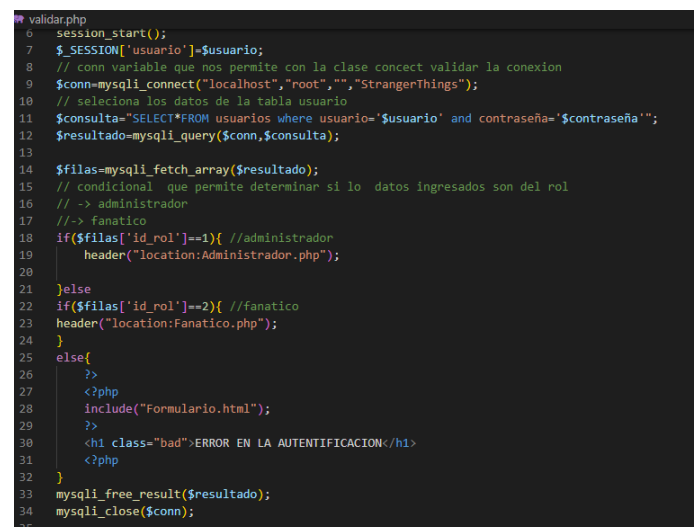 validar.php
6 session_start();
7 $_SESSION['usuario']=$usuario;
8 // conn variable que nos permite con la clase concect validar la conexion
9 $conn=mysqli_connect("localhost","root","","StrangerThings");
10 // seleciona los datos de la tabla usuario
11 $consulta="SELECT*FROM usuarios where usuario='$usuario' and contraseña='$contraseña'";
12 $resultado=mysqli_query($conn,$consulta);
13
14 $filas=mysqli_fetch_array($resultado);
15 // condicional  que permite determinar si lo  datos ingresados son del rol
16 // -> administrador
17 //-> fanatico
18 if($filas['id_rol']==1){ //administrador
19     header("location:Administrador.php");
20
21 }else
22 if($filas['id_rol']==2){ //fanatico
23 header("location:Fanatico.php");
24 }
25 else{
26     ?>
27     <?php
28     include("Formulario.html");
29     ?>
30     <h1 class="bad">ERROR EN LA AUTENTIFICACION</h1>
31     <?php
32 }
33 mysqli_free_result($resultado);
34 mysqli_close($conn);
35